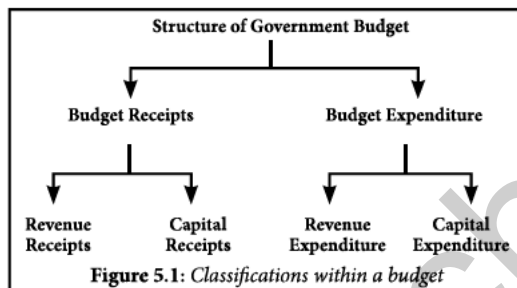 Structure of Government Budget
Budget Receipts Budget Expenditure
Revenue Capital Revenue Capital
Receipts Receipts Expenditure Expenditure
Figure 5.1: Classifications within a budget